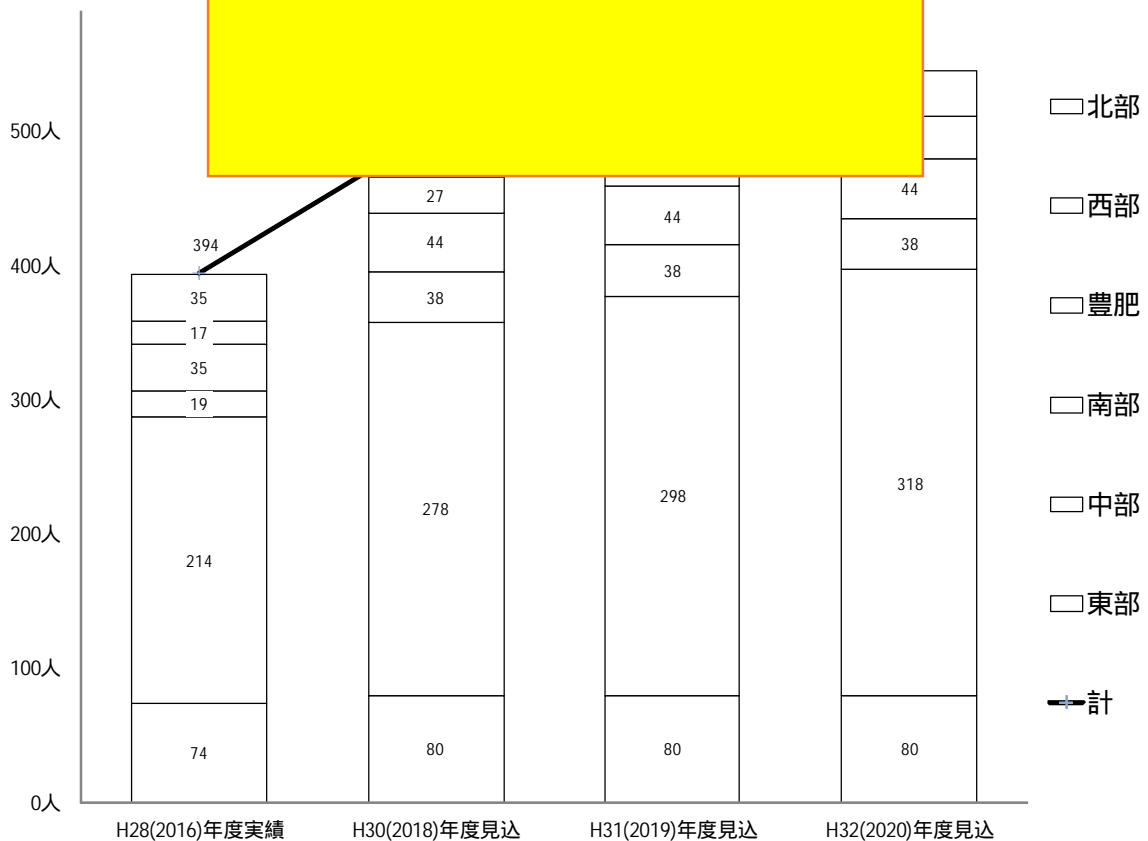 500人
400人
300人
200人
100人
0人
394
35
17
35
19
214
74
27
44
38
278
80
44
38
298
80
44
38
318
80
H28(2016)年度実績
H30(2018)年度見込
H31(2019)年度見込
H32(2020)年度見込
北部
西部
豊肥
南部
中部
東部
計